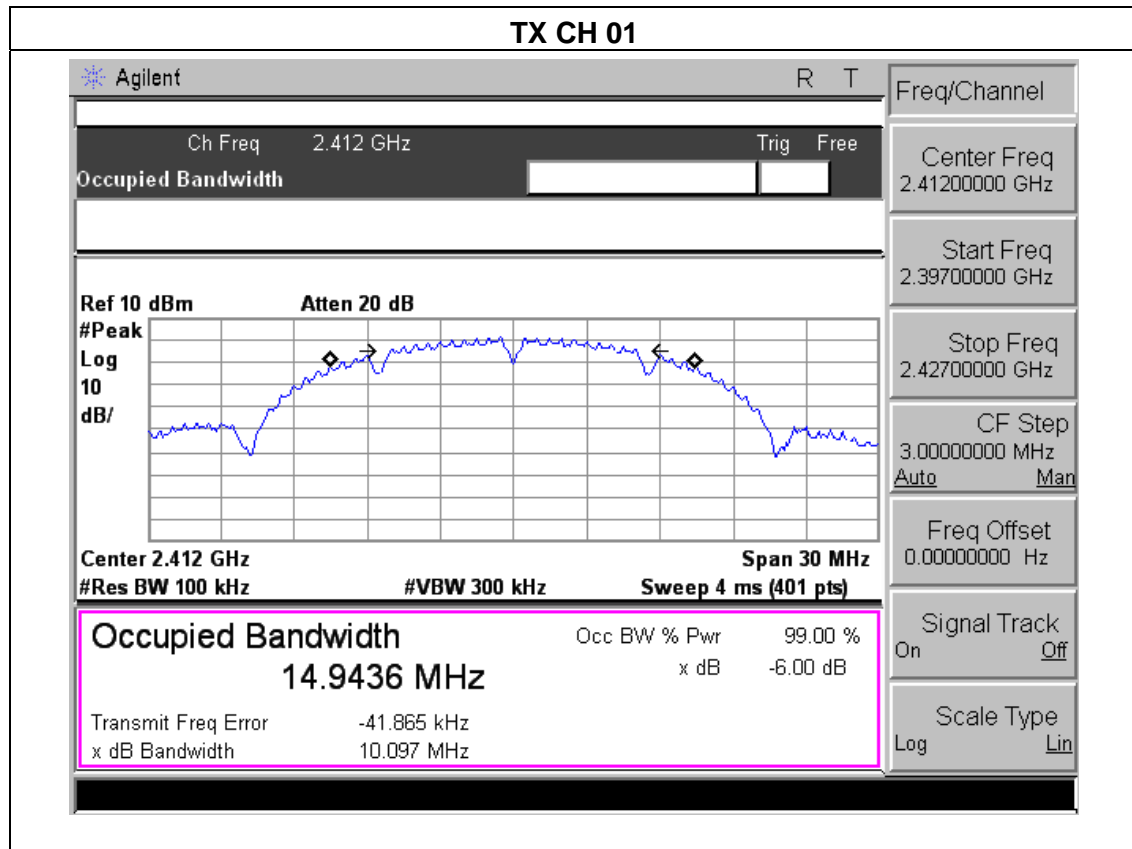 TX CH 01
Agilent R T
Ch Freq 2.412 GHz Trig Free
Occupied Bandwidth
Ref 10 dBm Atten 20 dB
#Peak
Log
10
dB/
Center 2.412 GHz Span 30 MHz
#Res BW 100 kHz #VBW 300 kHz Sweep 4 ms (401 pts)
Occupied Bandwidth Occ BW % Pwr 99.00 %
14.9436 MHz x dB -6.00 dB
Transmit Freq Error -41.865 kHz
x dB Bandwidth 10.097 MHz
Freq/Channel
Center Freq
2.41200000 GHz
Start Freq
2.39700000 GHz
Stop Freq
2.42700000 GHz
CF Step
3.00000000 MHz
Auto Man
Freq Offset
0.00000000 Hz
Signal Track
On Off
Scale Type
Log Lin